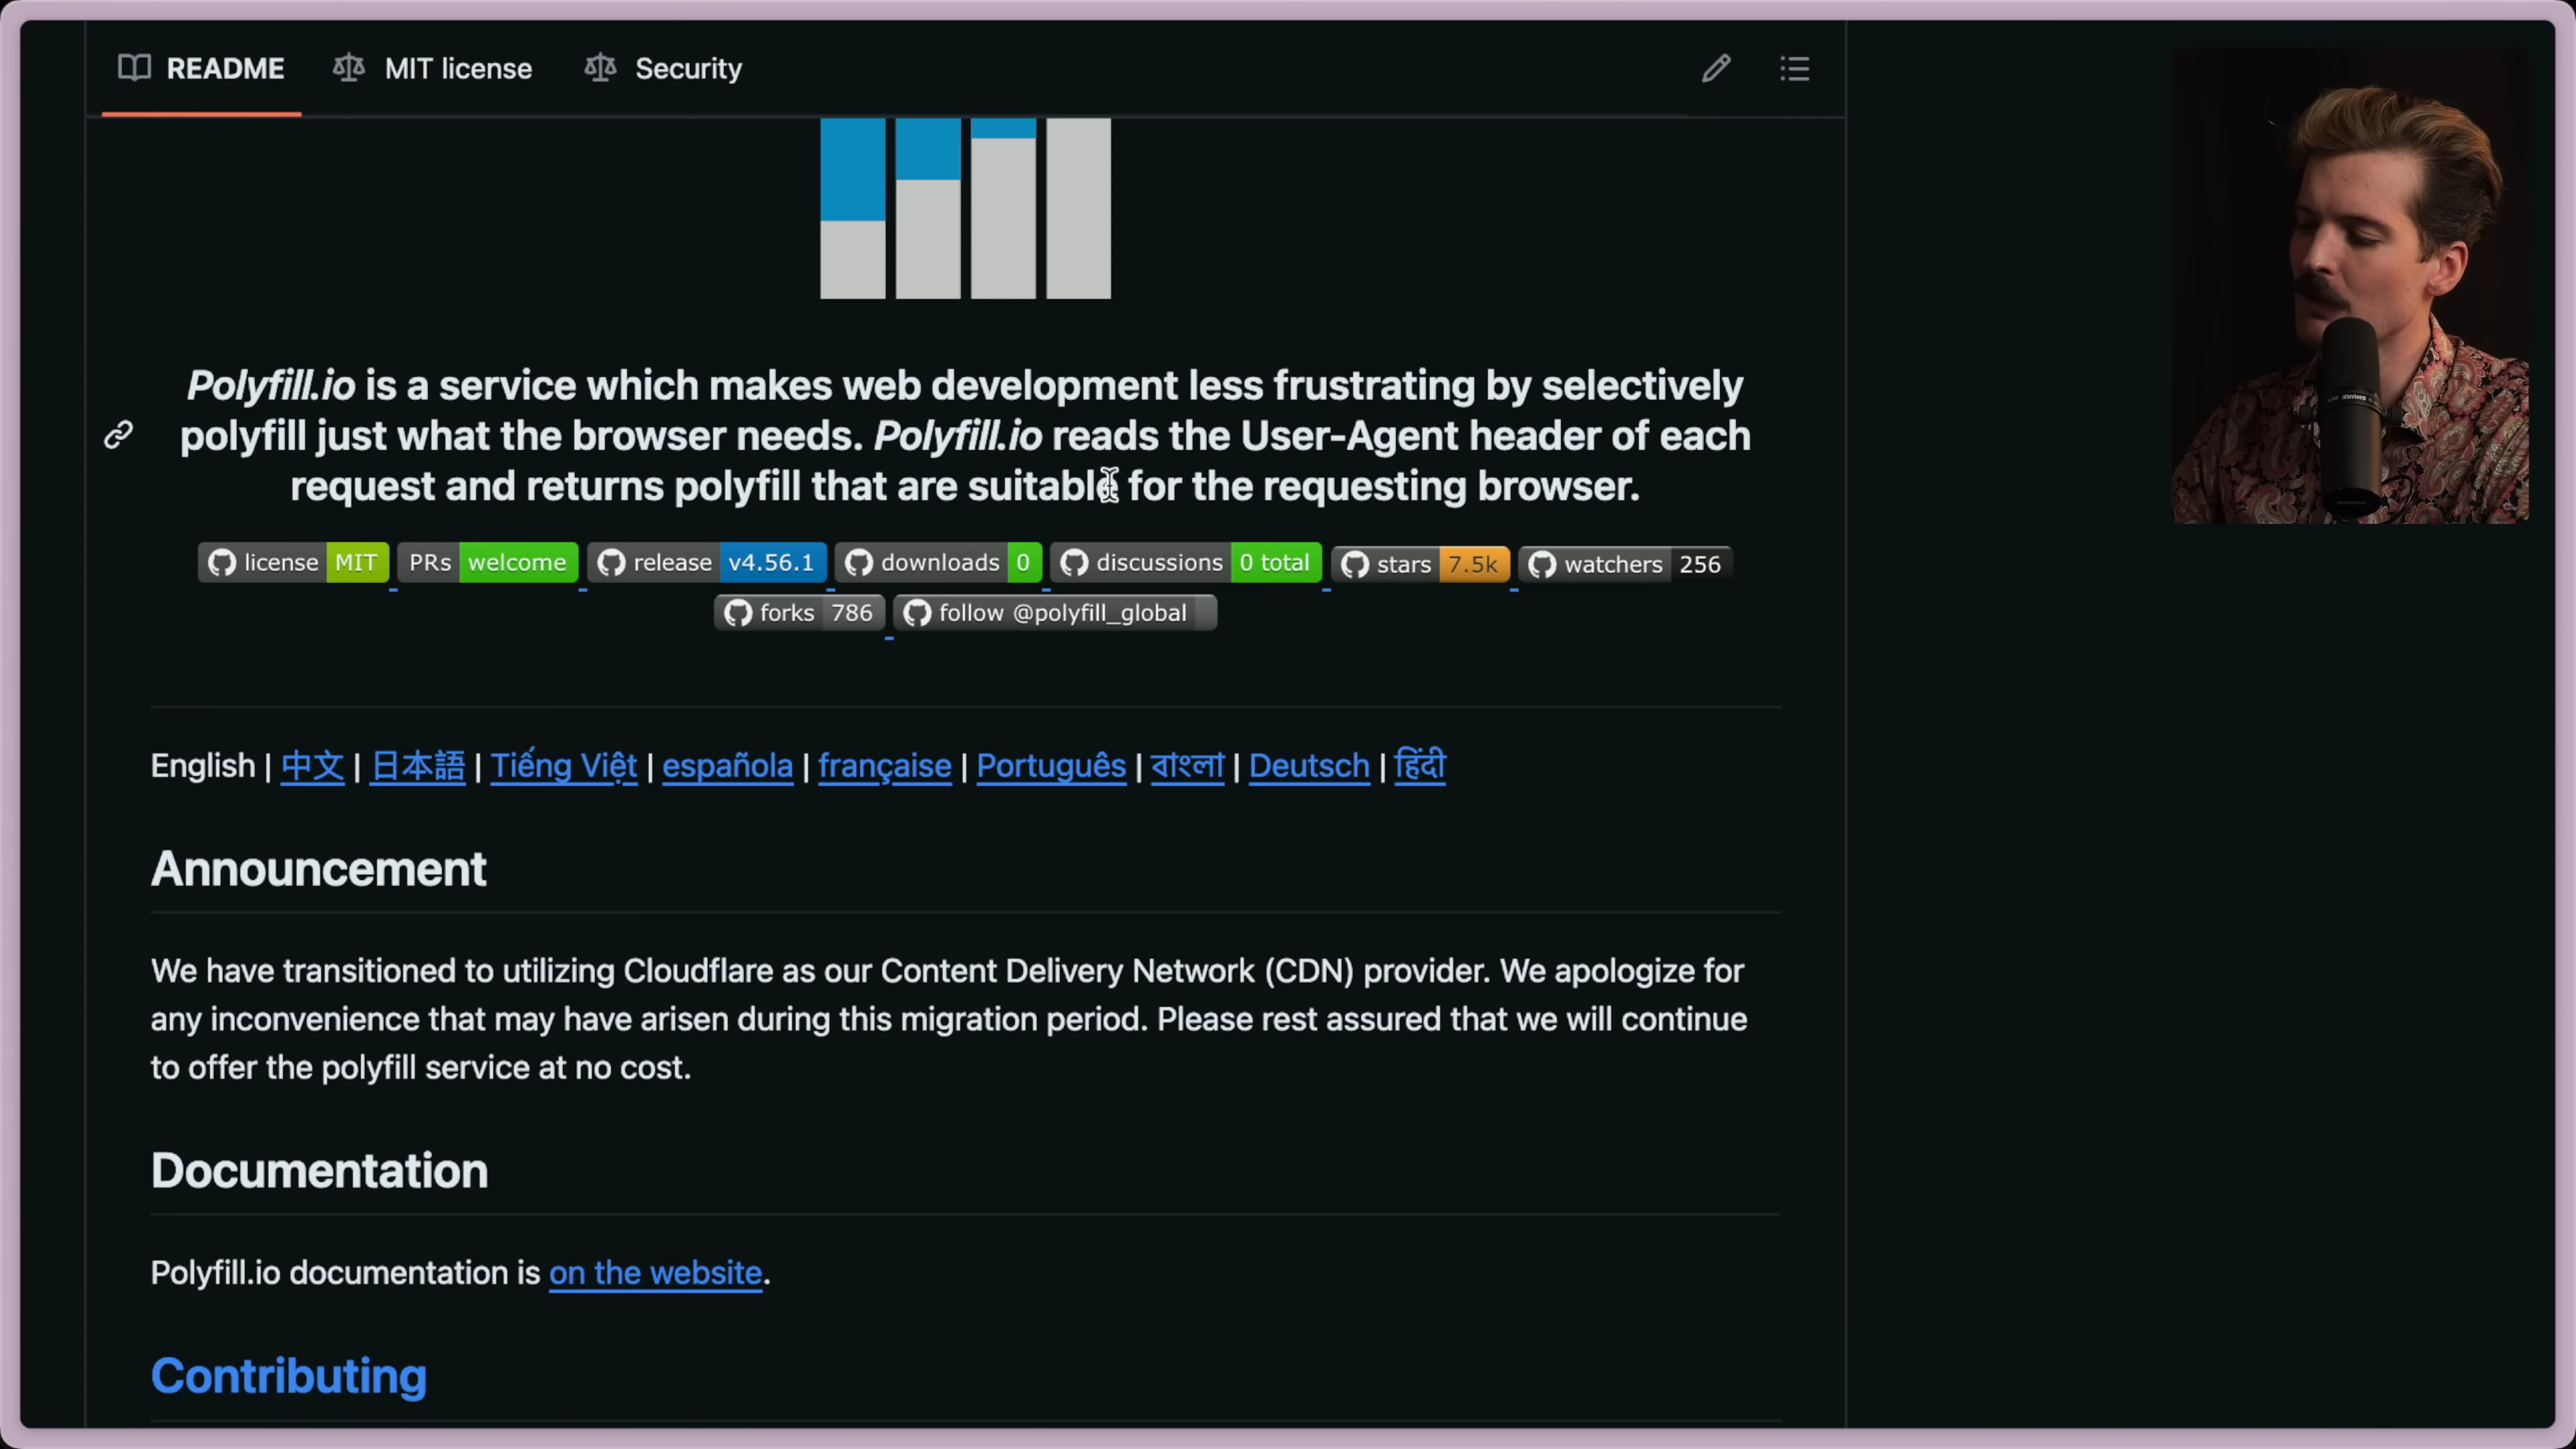 README MIT license Security
Polyfill.io is a service which makes web development less frustrating by selectively
polyfill just what the browser needs. Polyfill.io reads the User-Agent header of each
request and returns polyfill that are suitable for the requesting browser.
license MIT PRs welcome release v4.56.1 downloads 0 discussions 0 total stars 7.5k watchers 256
forks 786 follow @polyfill_global
English | 中文 | 日本語 | Tiếng Việt | española | française | Português | বাংলা | Deutsch | हिंदी
Announcement
We have transitioned to utilizing Cloudflare as our Content Delivery Network (CDN) provider. We apologize for
any inconvenience that may have arisen during this migration period. Please rest assured that we will continue
to offer the polyfill service at no cost.
Documentation
Polyfill.io documentation is on the website.
Contributing